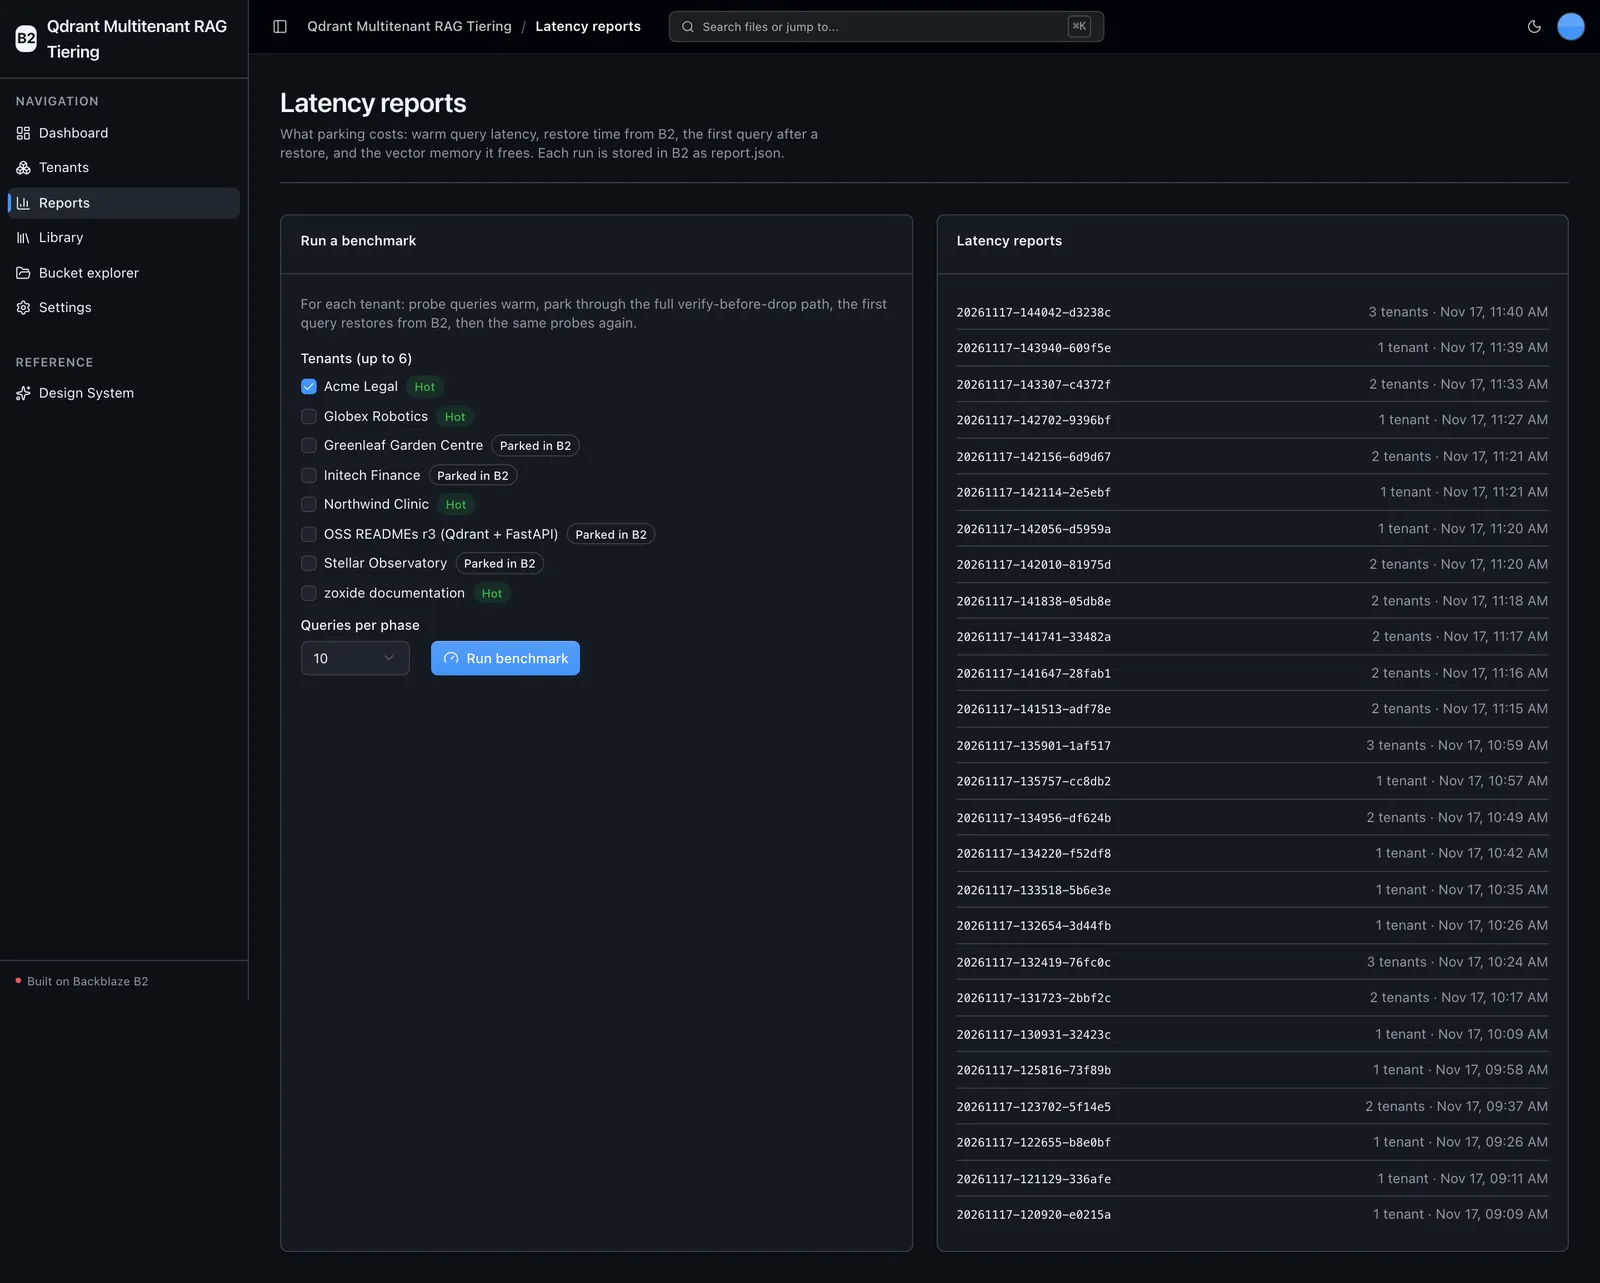 B2
Qdrant Multitenant RAG
Tiering
NAVIGATION
Dashboard
Tenants
Reports
Library
Bucket explorer
Settings
REFERENCE
Design System
Built on Backblaze B2
Qdrant Multitenant RAG Tiering / Latency reports
Search files or jump to...
⌘K
Latency reports
What parking costs: warm query latency, restore time from B2, the first query after a
restore, and the vector memory it frees. Each run is stored in B2 as report.json.
Run a benchmark
For each tenant: probe queries warm, park through the full verify-before-drop path, the first
query restores from B2, then the same probes again.
Tenants (up to 6)
Acme Legal Hot
Globex Robotics Hot
Greenleaf Garden Centre Parked in B2
Initech Finance Parked in B2
Northwind Clinic Hot
OSS READMEs r3 (Qdrant + FastAPI) Parked in B2
Stellar Observatory Parked in B2
zoxide documentation Hot
Queries per phase
10
Run benchmark
Latency reports
20261117-144042-d3238c 3 tenants · Nov 17, 11:40 AM
20261117-143940-609f5e 1 tenant · Nov 17, 11:39 AM
20261117-143307-c4372f 2 tenants · Nov 17, 11:33 AM
20261117-142702-9396bf 1 tenant · Nov 17, 11:27 AM
20261117-142156-6d9d67 2 tenants · Nov 17, 11:21 AM
20261117-142114-2e5ebf 1 tenant · Nov 17, 11:21 AM
20261117-142056-d5959a 1 tenant · Nov 17, 11:20 AM
20261117-142010-81975d 2 tenants · Nov 17, 11:20 AM
20261117-141838-05db8e 2 tenants · Nov 17, 11:18 AM
20261117-141741-33482a 2 tenants · Nov 17, 11:17 AM
20261117-141647-28fab1 2 tenants · Nov 17, 11:16 AM
20261117-141513-adf78e 2 tenants · Nov 17, 11:15 AM
20261117-135901-1af517 3 tenants · Nov 17, 10:59 AM
20261117-135757-cc8db2 1 tenant · Nov 17, 10:57 AM
20261117-134956-df624b 2 tenants · Nov 17, 10:49 AM
20261117-134220-f52df8 1 tenant · Nov 17, 10:42 AM
20261117-133518-5b6e3e 1 tenant · Nov 17, 10:35 AM
20261117-132654-3d44fb 1 tenant · Nov 17, 10:26 AM
20261117-132419-76fc0c 3 tenants · Nov 17, 10:24 AM
20261117-131723-2bbf2c 2 tenants · Nov 17, 10:17 AM
20261117-130931-32423c 1 tenant · Nov 17, 10:09 AM
20261117-125816-73f89b 1 tenant · Nov 17, 09:58 AM
20261117-123702-5f14e5 2 tenants · Nov 17, 09:37 AM
20261117-122655-b8e0bf 1 tenant · Nov 17, 09:26 AM
20261117-121129-336afe 1 tenant · Nov 17, 09:11 AM
20261117-120920-e0215a 1 tenant · Nov 17, 09:09 AM